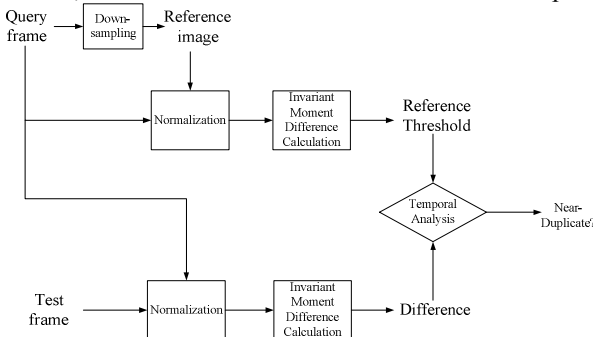 Query
frame
Down-
sampling
Reference
image
Normalization
Invariant
Moment
Difference
Calculation
Reference
Threshold
Temporal
Analysis
Near-
Duplicate?
Test
frame
Normalization
Invariant
Moment
Difference
Calculation
Difference